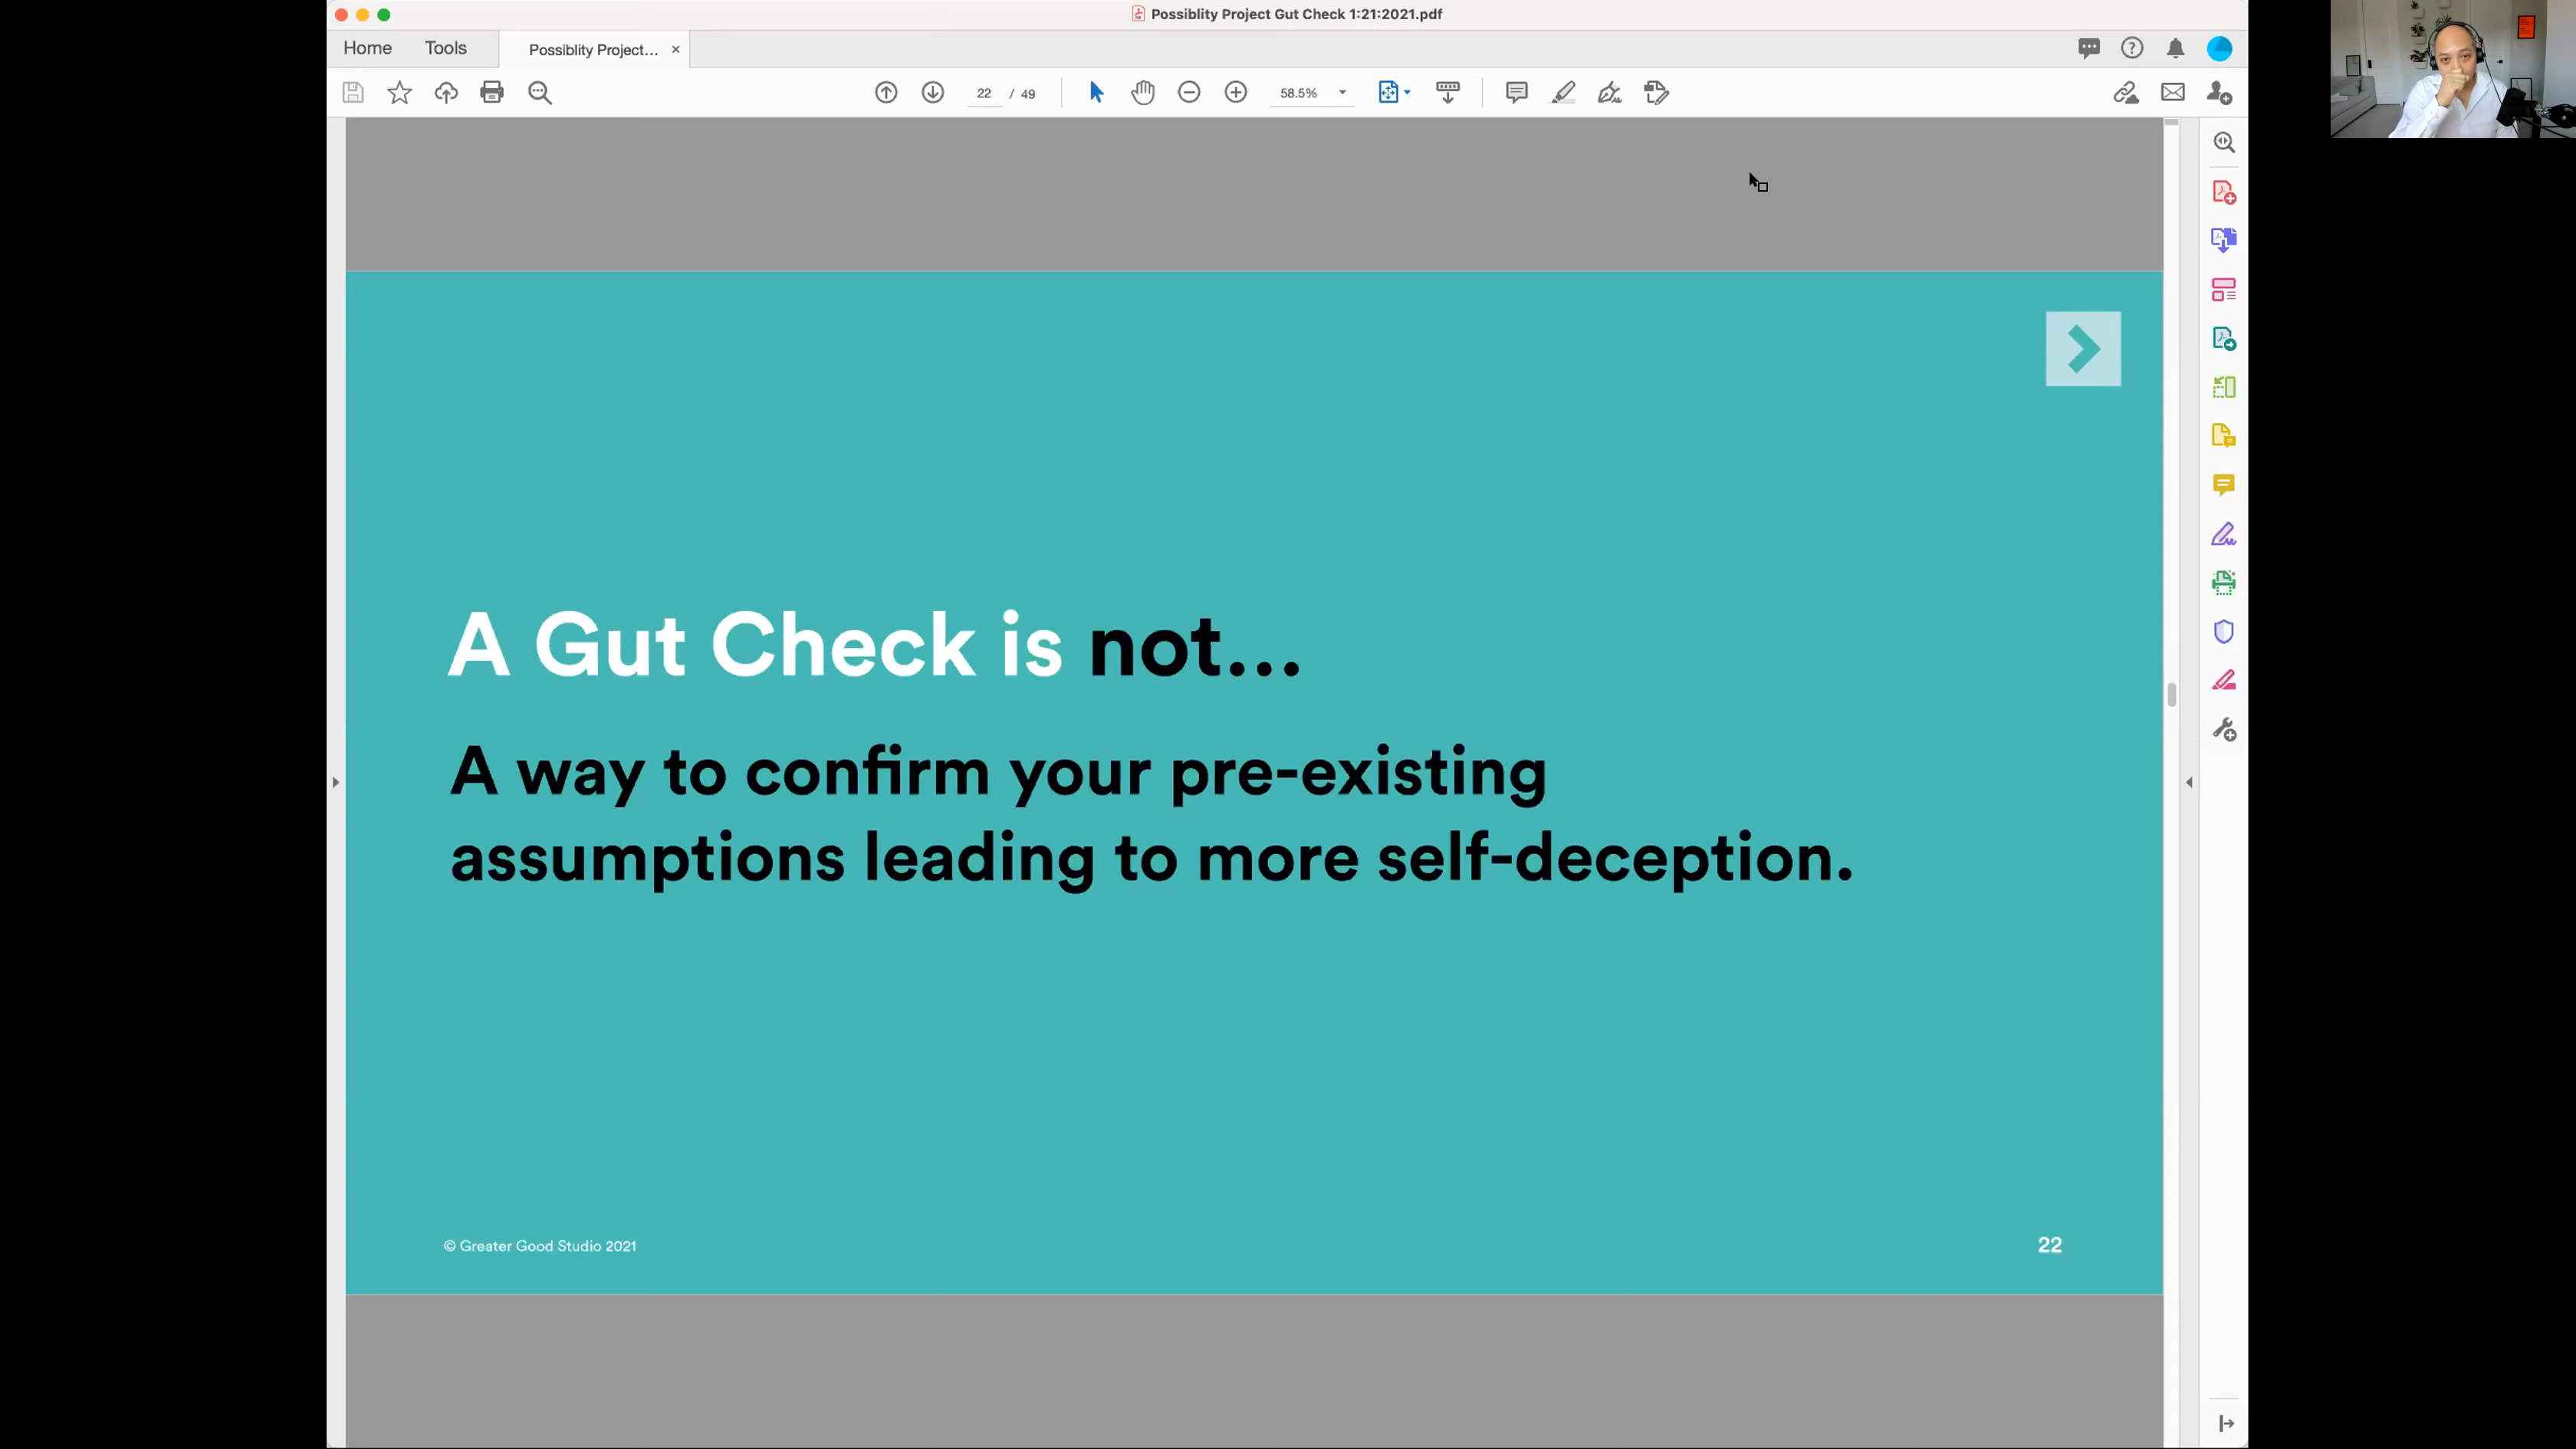 Possiblity Project Gut Check 1:21:2021.pdf
Home
Tools
Possiblity Project...
22 / 49
58.5%
A Gut Check is not...
A way to confirm your pre-existing
assumptions leading to more self-deception.
© Greater Good Studio 2021
22